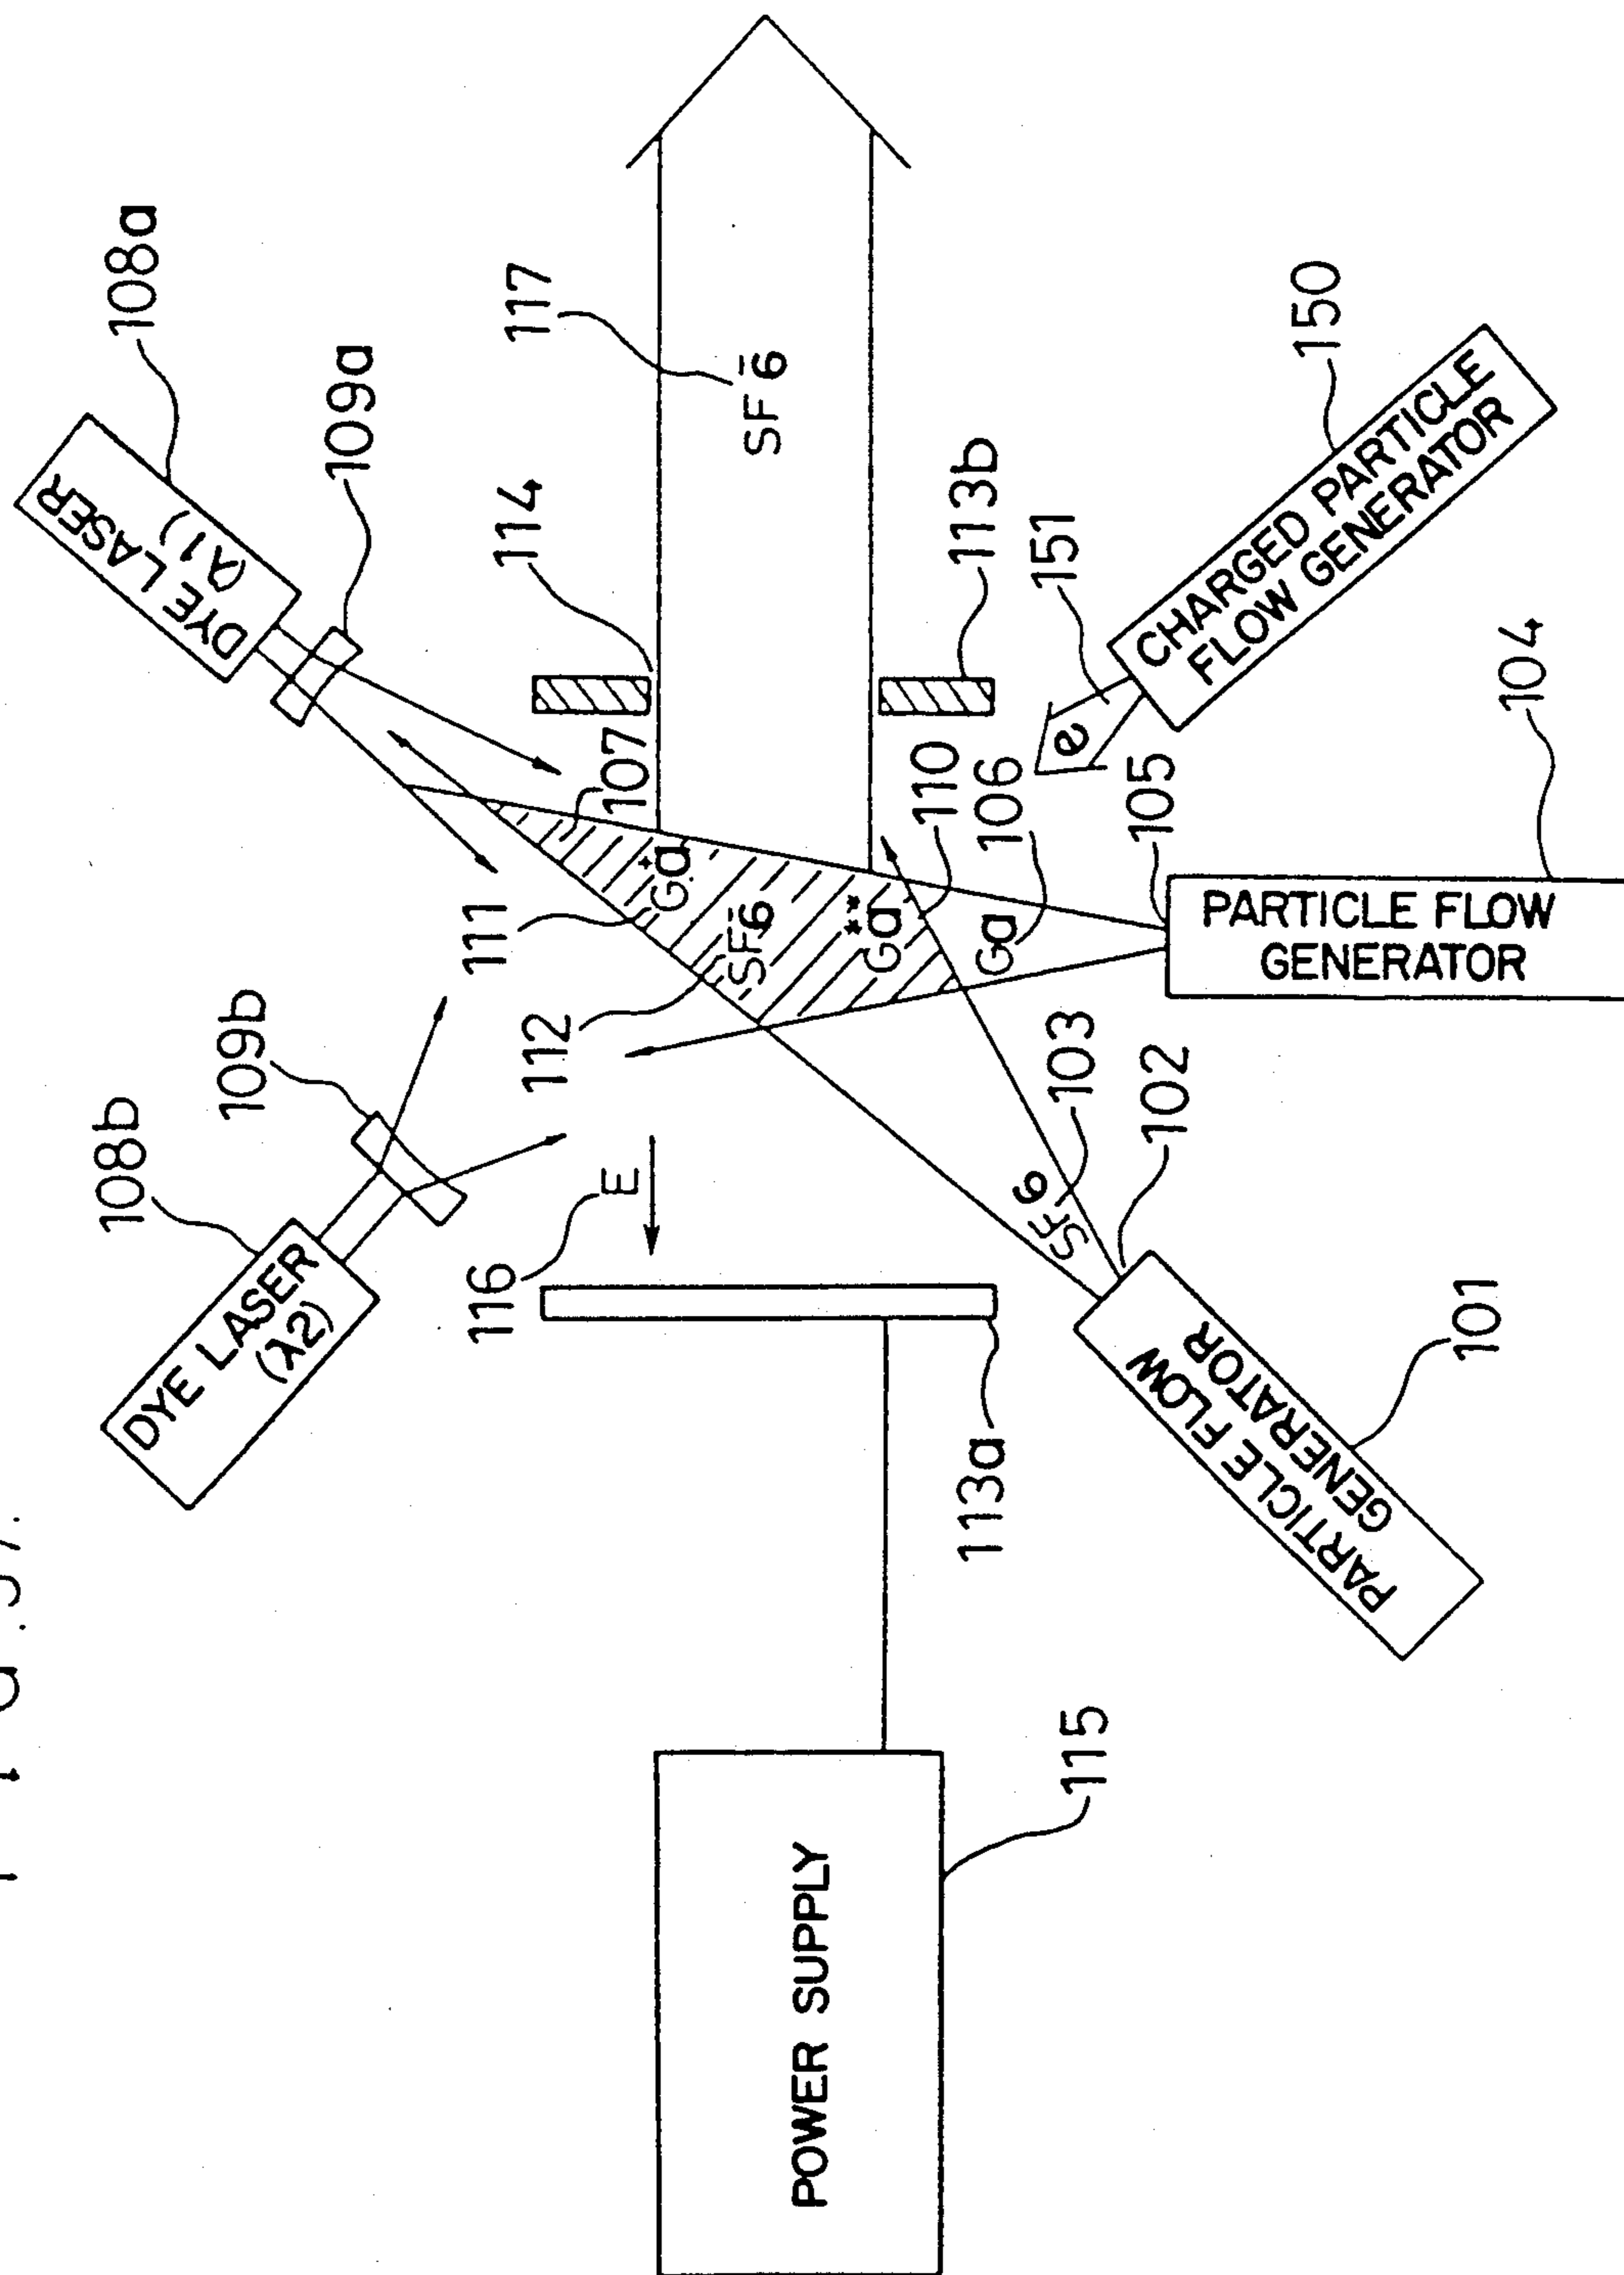 108a
DYE LASER
(λ1)
109a
117
SF6̄
114
113b
150
CHARGED PARTICLE
FLOW GENERATOR
151
e
107
110
106
105
104
PARTICLE FLOW
GENERATOR
111
Ga⁺
SF6̄
Ga**
Ga
112
109b
108b
DYE LASER
(λ2)
E
116
103
SF6
102
101
PARTICLE FLOW
GENERATOR
113a
115
POWER SUPPLY